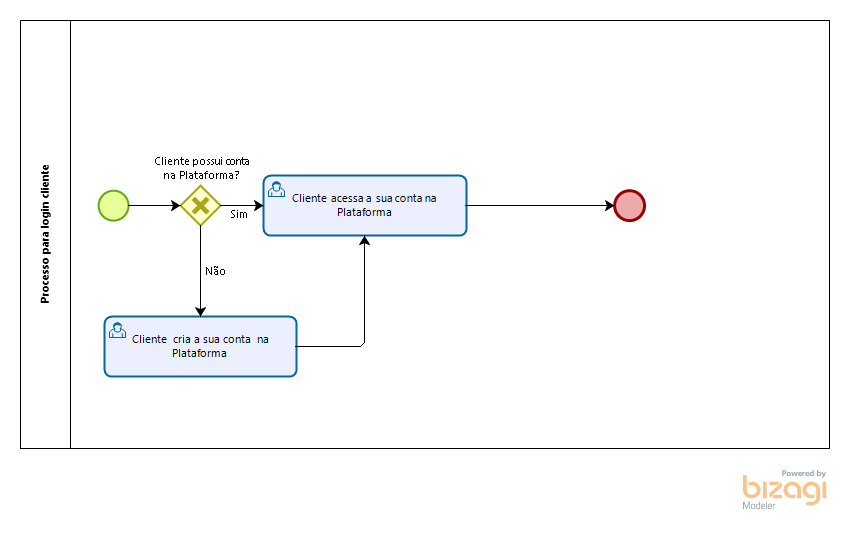 Processo para login cliente
Cliente possui conta
na Plataforma?
Sim
Cliente acessa a sua conta na
Plataforma
Não
Cliente cria a sua conta na
Plataforma
Powered by
bizagi
Modeler